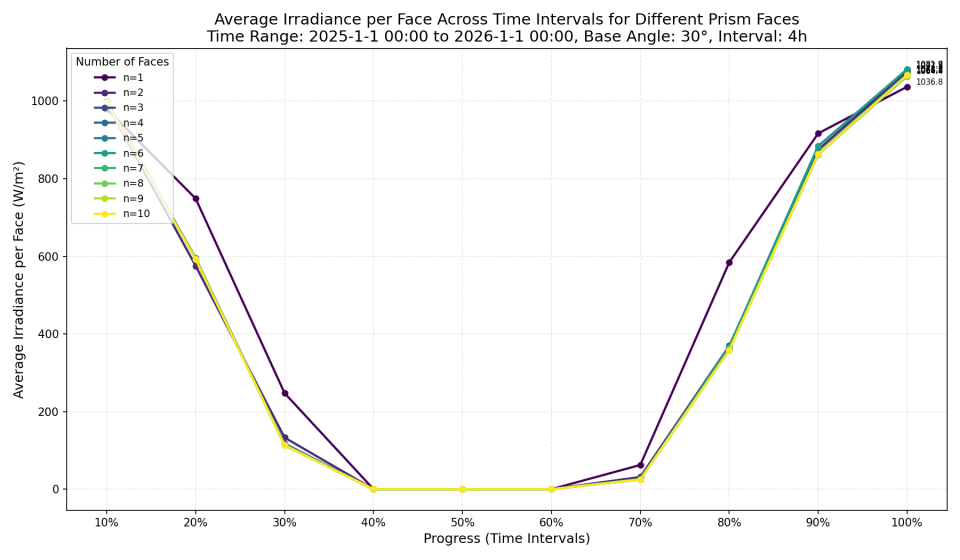 Average Irradiance per Face Across Time Intervals for Different Prism Faces
Time Range: 2025-1-1 00:00 to 2026-1-1 00:00, Base Angle: 30°, Interval: 4h
Average Irradiance per Face (W/m²)
1000
800
600
400
200
0
Number of Faces
n=1
n=2
n=3
n=4
n=5
n=6
n=7
n=8
n=9
n=10
1036.8
10% 20% 30% 40% 50% 60% 70% 80% 90% 100%
Progress (Time Intervals)